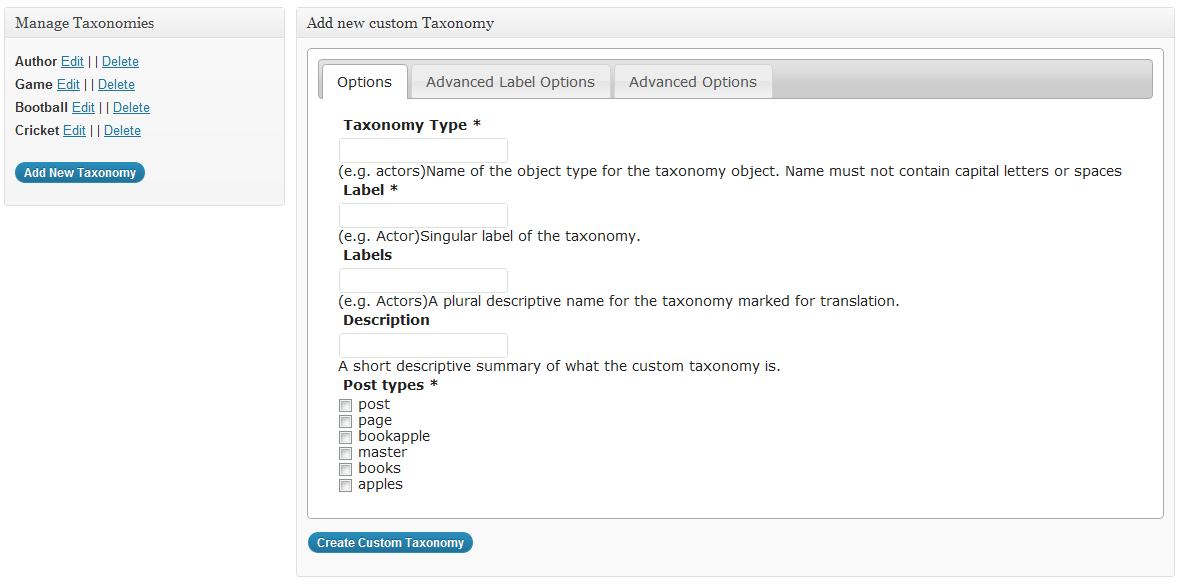 Manage Taxonomies
Author Edit | | Delete
Game Edit | | Delete
Bootball Edit | | Delete
Cricket Edit | | Delete
Add New Taxonomy
Add new custom Taxonomy
Options
Advanced Label Options
Advanced Options
Taxonomy Type *
(e.g. actors)Name of the object type for the taxonomy object. Name must not contain capital letters or spaces
Label *
(e.g. Actor)Singular label of the taxonomy.
Labels
(e.g. Actors)A plural descriptive name for the taxonomy marked for translation.
Description
A short descriptive summary of what the custom taxonomy is.
Post types *
post
page
bookapple
master
books
apples
Create Custom Taxonomy